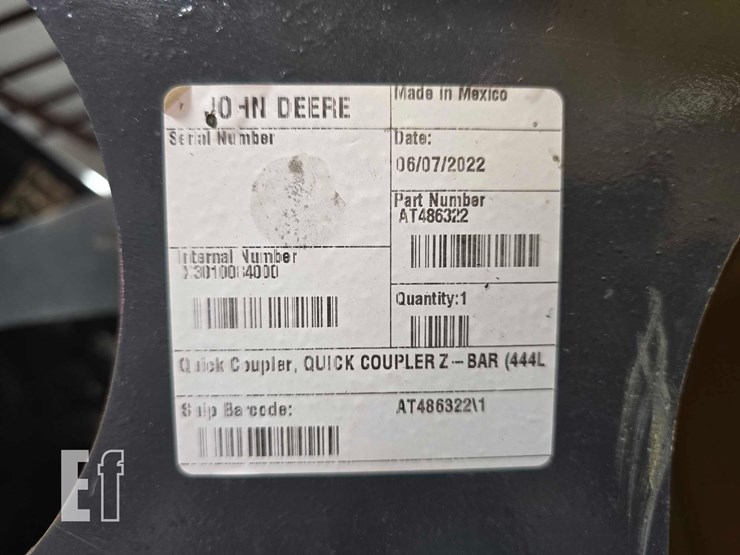 JOHN DEERE
Made in Mexico
Serial Number
Date:
06/07/2022
Part Number
AT486322
Internal Number
Quantity:1
Quick Coupler, QUICK COUPLER Z-BAR (444L
Ship Barcode:
AT486322\1
Ef